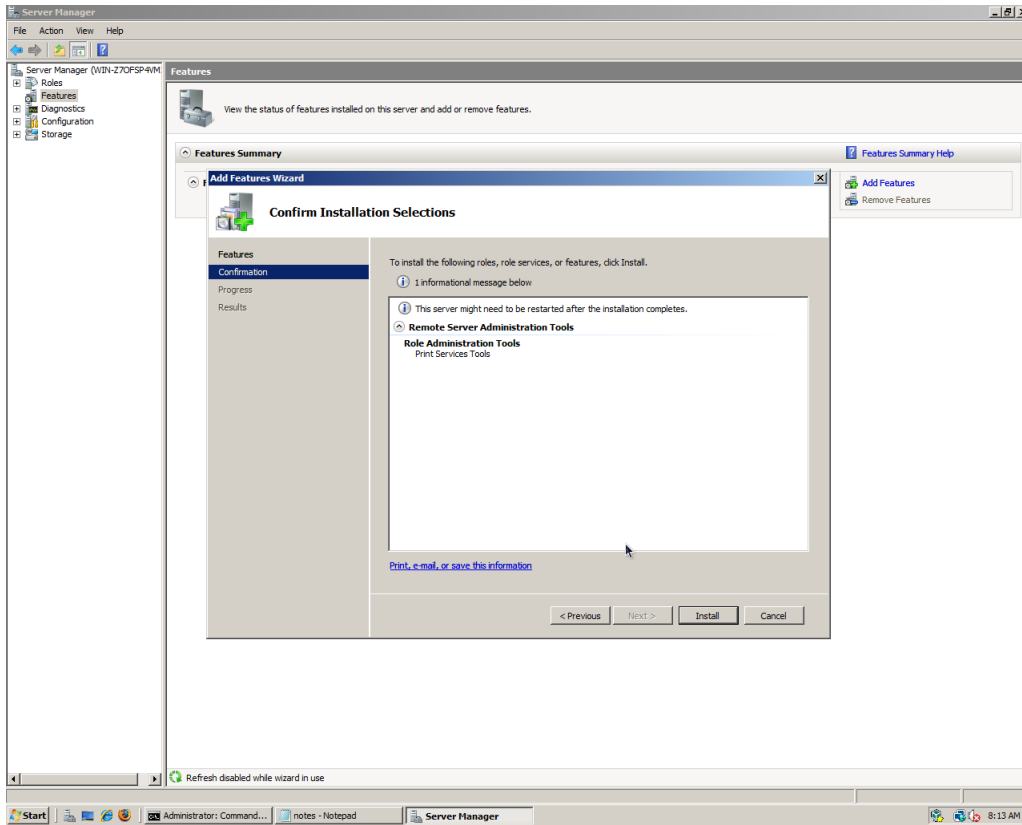 Server Manager
File Action View Help
Server Manager (WIN-Z7OFSP4VM
Roles
Features
Diagnostics
Configuration
Storage
Features
View the status of features installed on this server and add or remove features.
Features Summary
Features Summary Help
Add Features
Remove Features
Add Features Wizard
Confirm Installation Selections
Features
Confirmation
Progress
Results
To install the following roles, role services, or features, click Install.
1 informational message below
This server might need to be restarted after the installation completes.
Remote Server Administration Tools
Role Administration Tools
Print Services Tools
Print, e-mail, or save this information
< Previous Next > Install Cancel
Refresh disabled while wizard in use
Start Administrator: Command... notes - Notepad Server Manager 8:13 AM